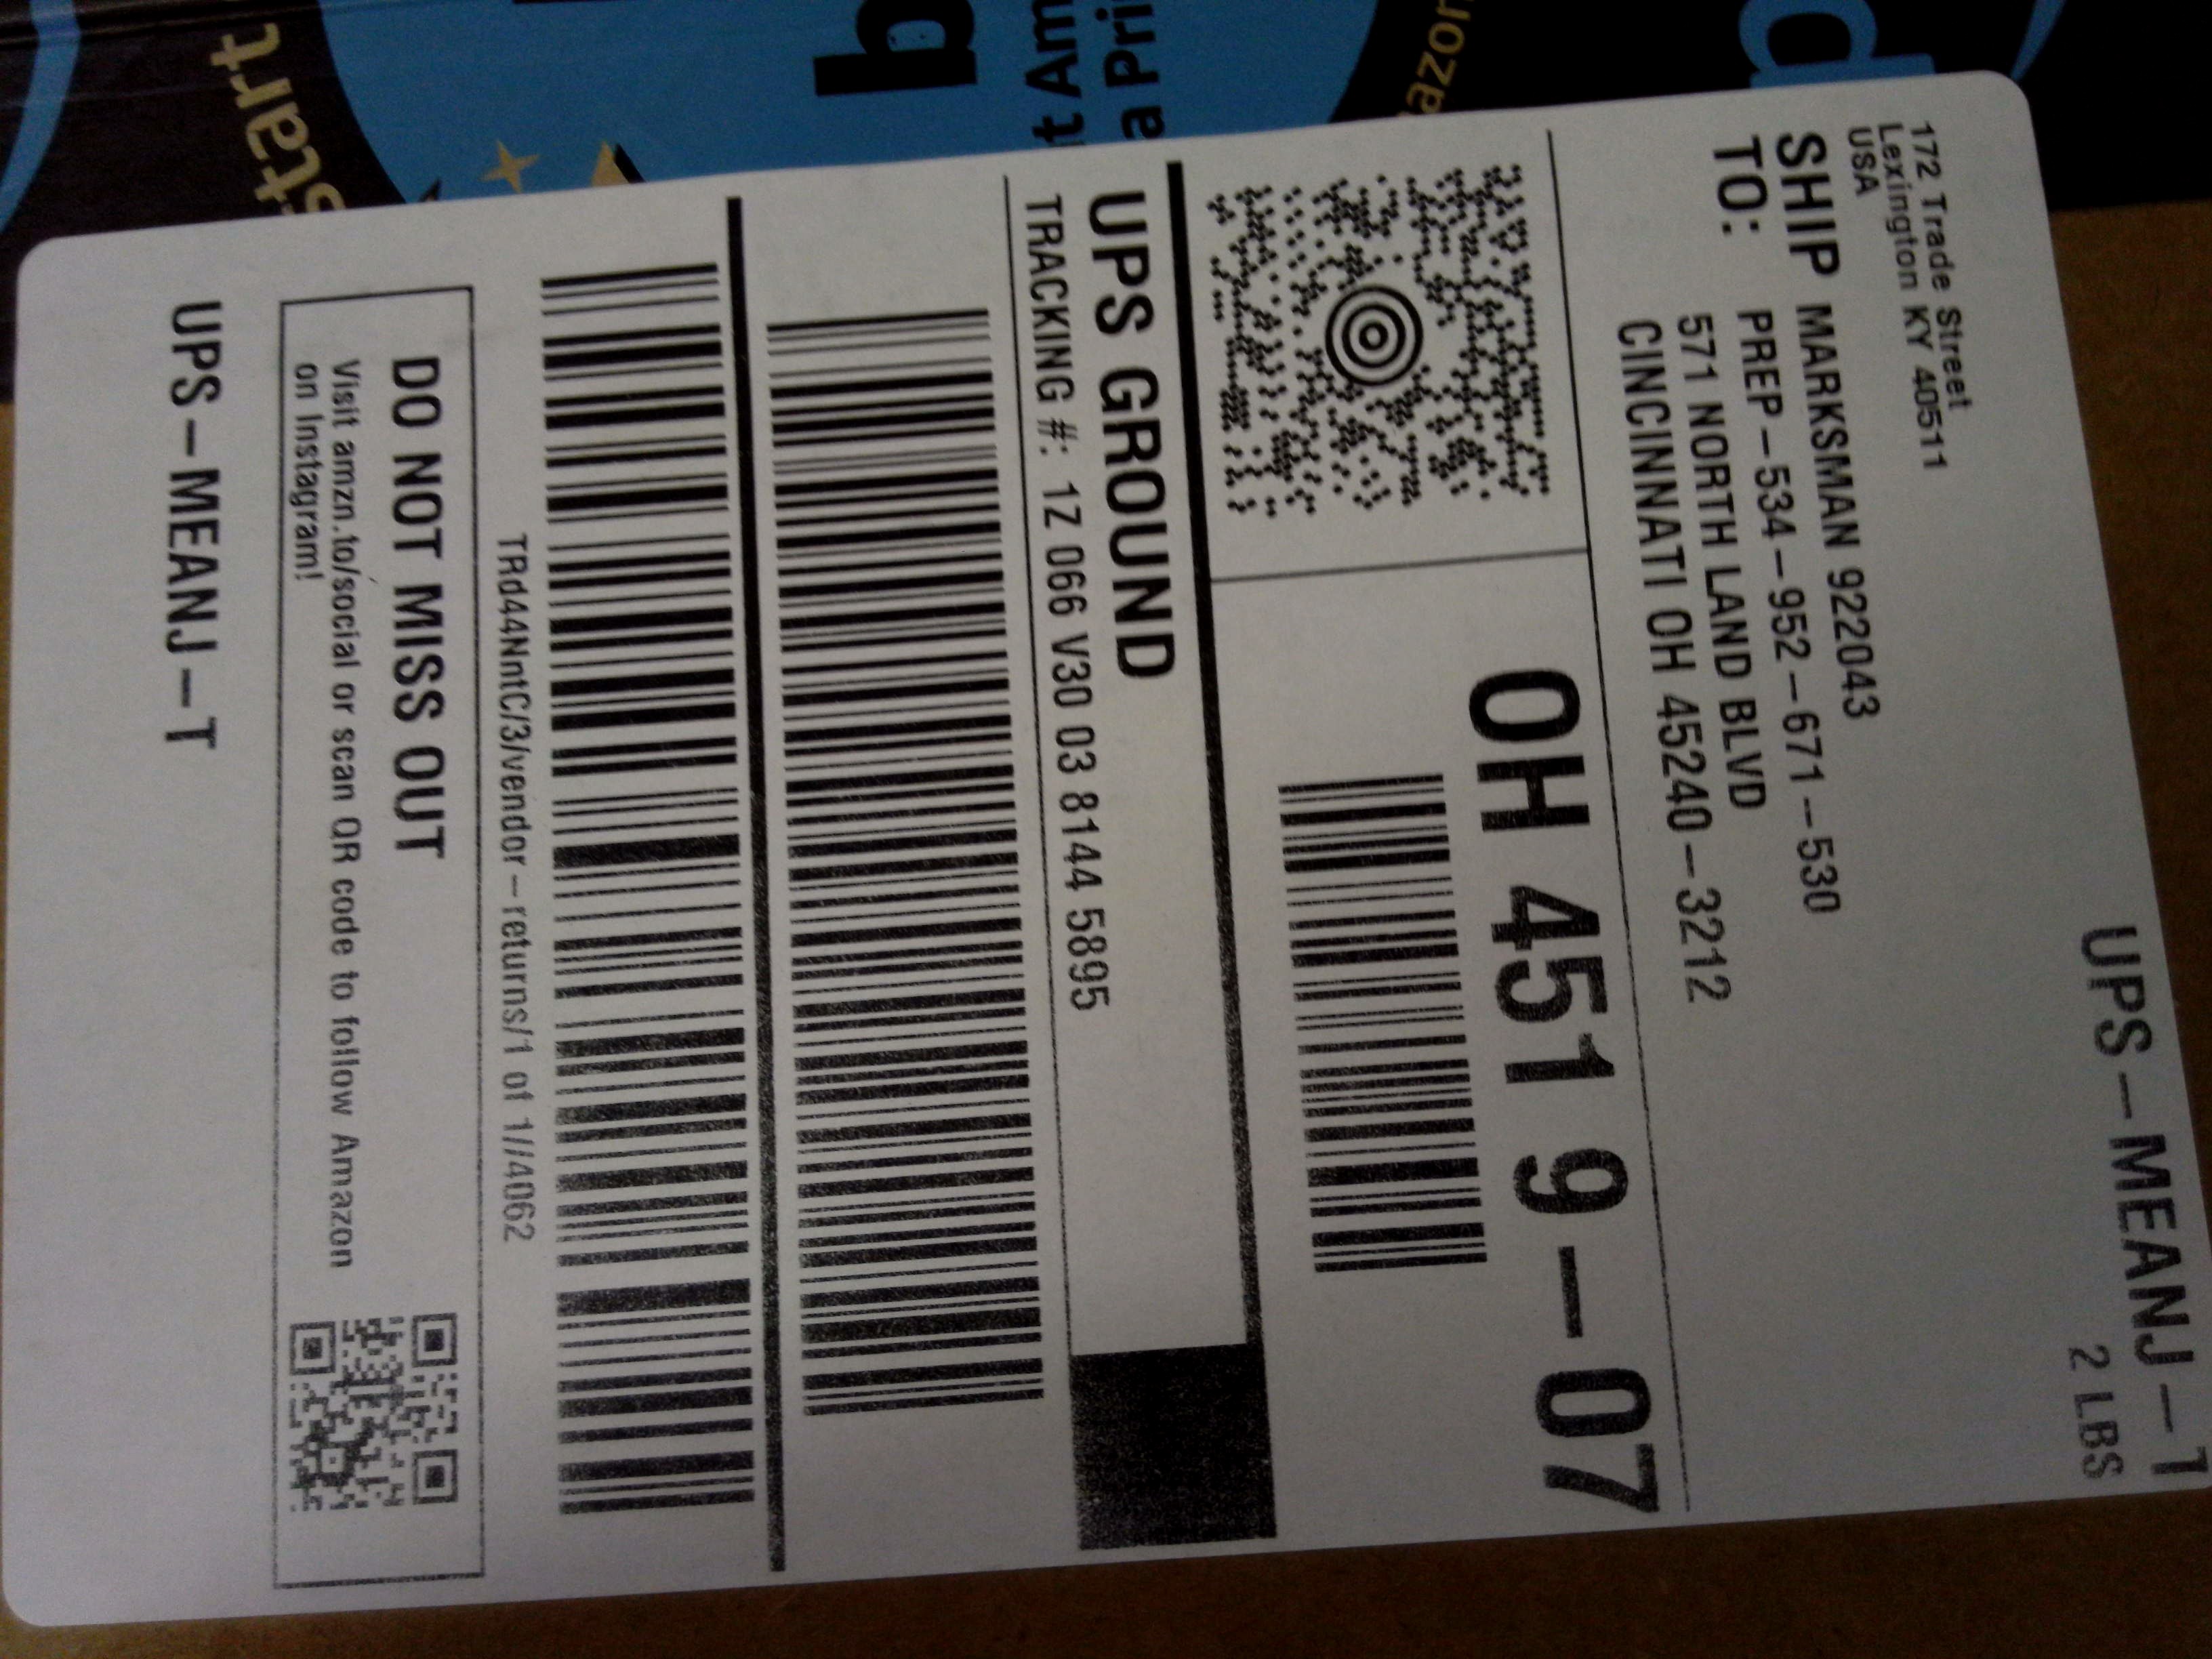 UPS-MEANJ-T
2 LBS
172 Trade Street
Lexington KY 40511
USA
SHIP TO:
MARKSMAN 922043
PREP-534-952-671-530
571 NORTH LAND BLVD
CINCINNATI OH 45240-3212
OH 451 9-07
UPS GROUND
TRACKING #: 1Z 066 V30 03 8144 5895
TRd44NntC/3/vendor-returns/1 of 1//4062
DO NOT MISS OUT
Visit amzn.to/social or scan QR code to follow Amazon
on Instagram!
UPS-MEANJ-T
start